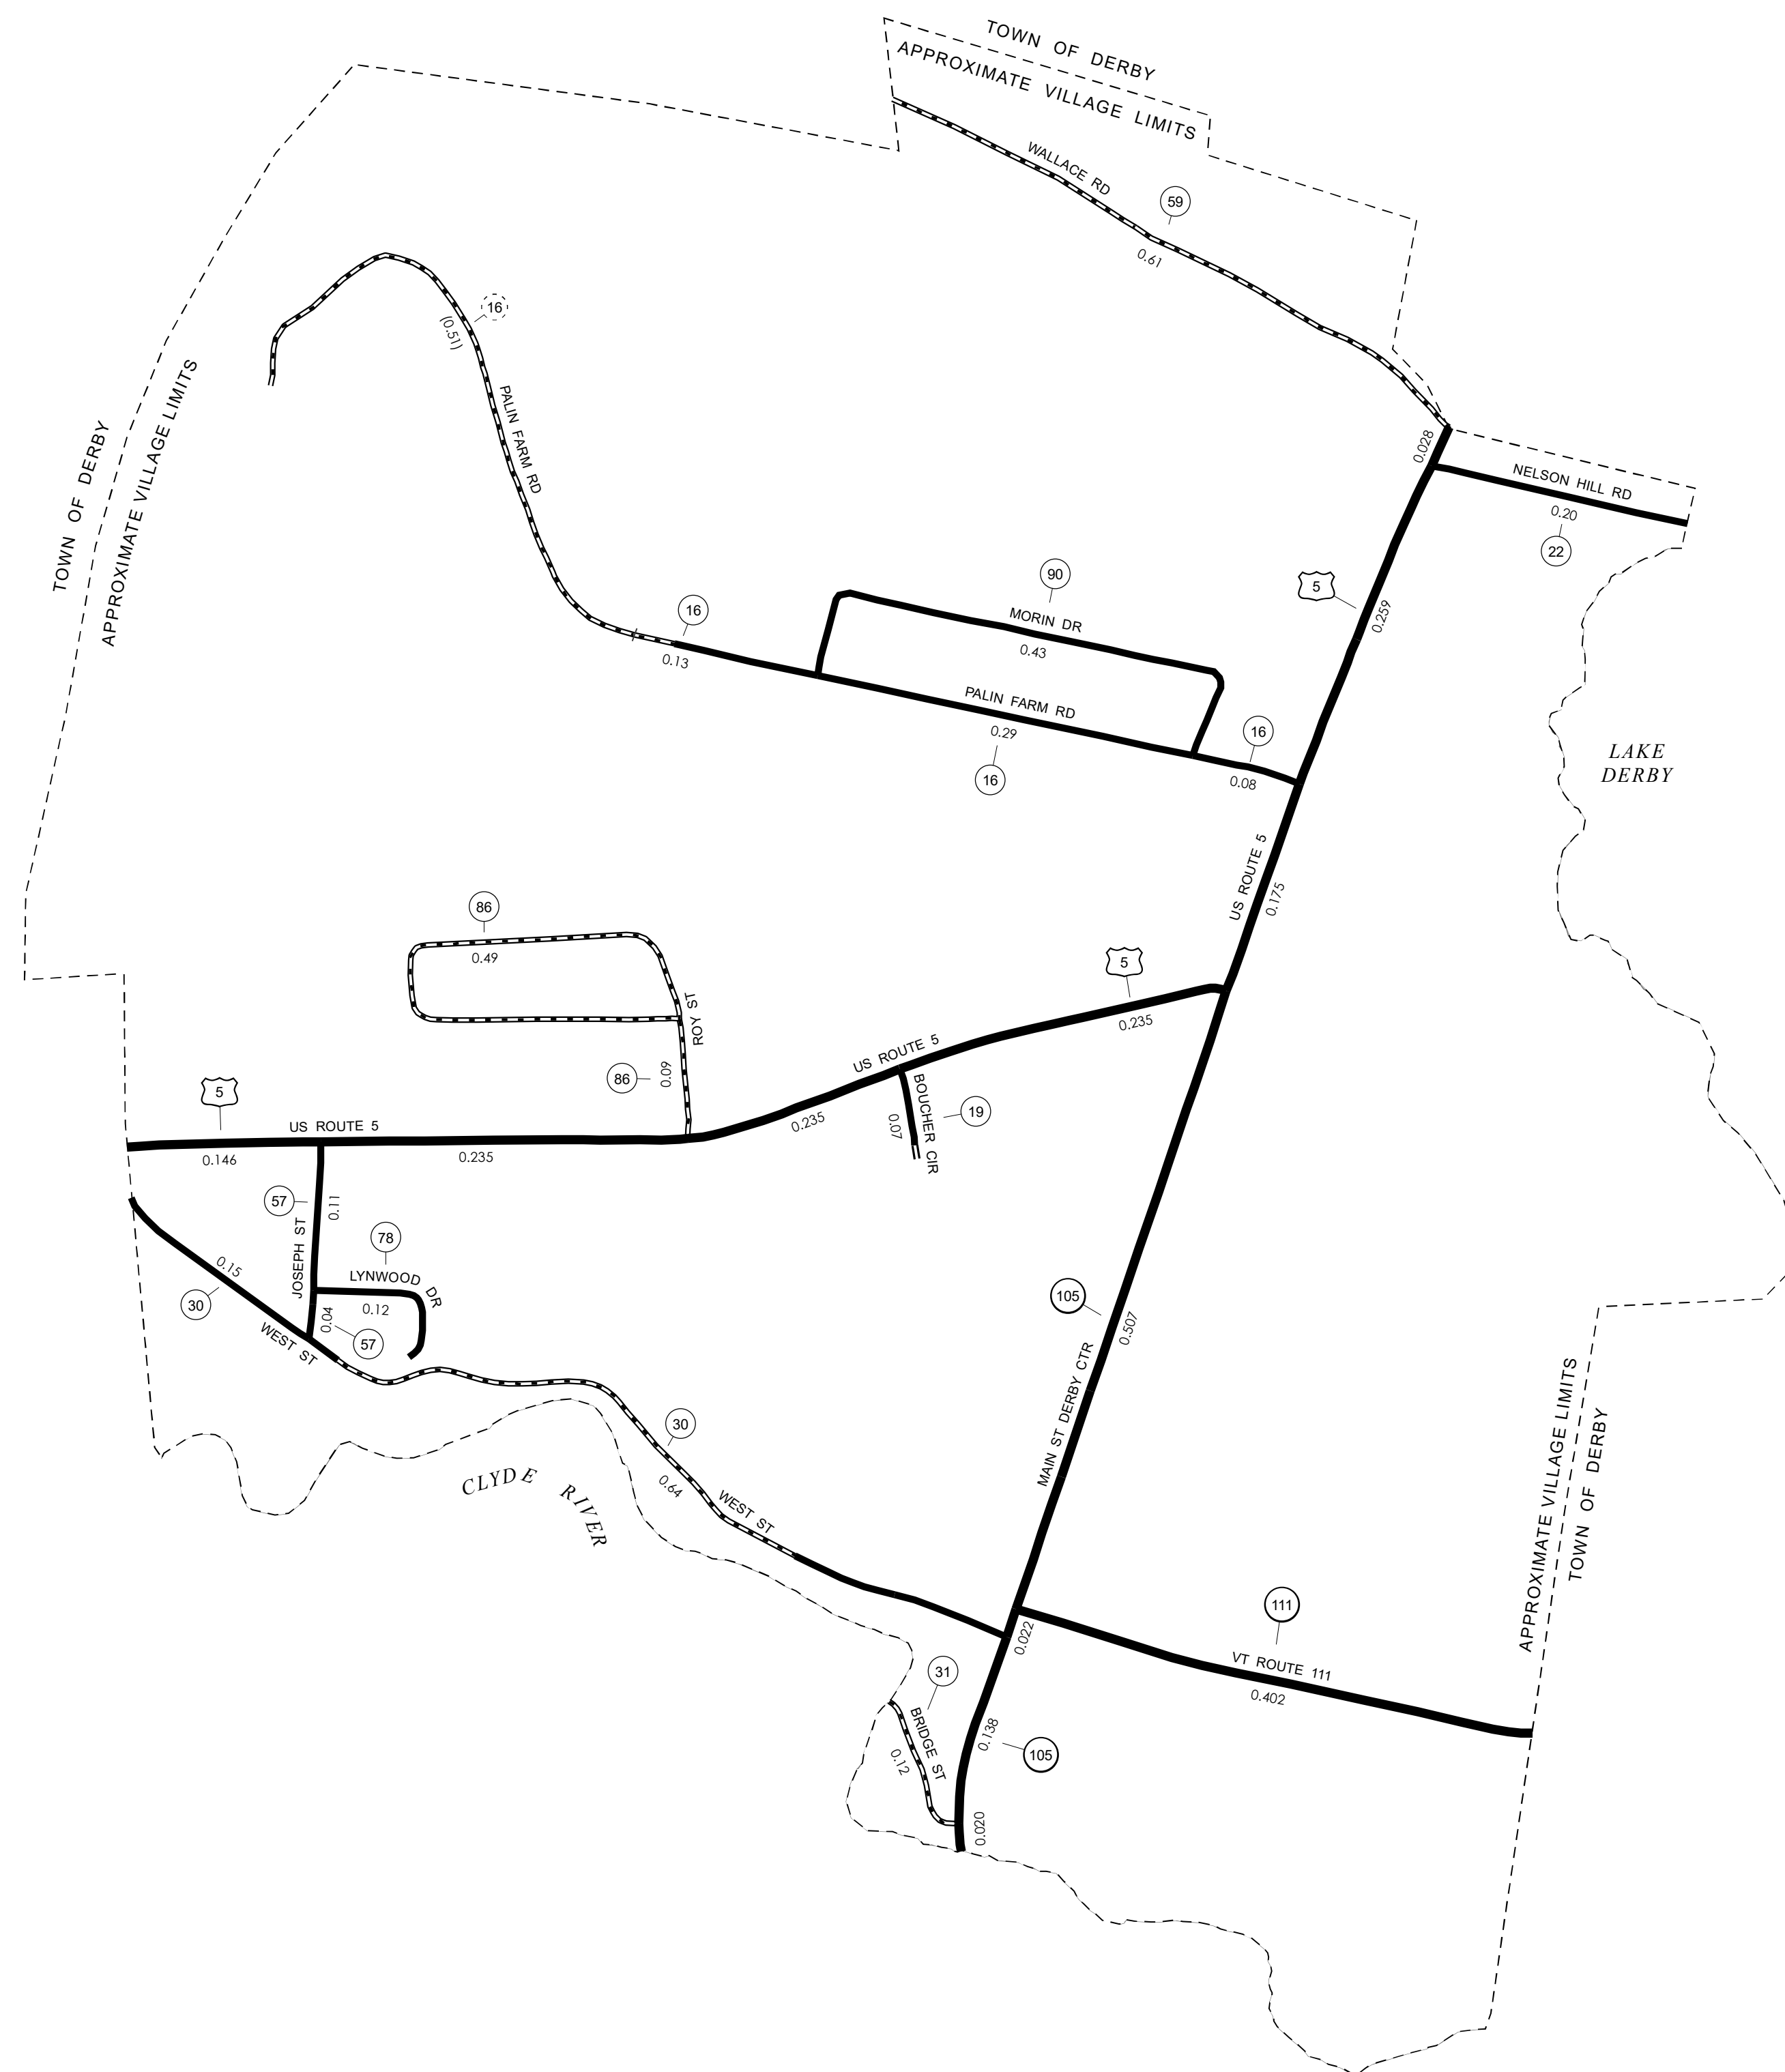 TOWN OF DERBY
APPROXIMATE VILLAGE LIMITS
WALLACE RD
59
0.61
16
(0.51)
PALIN FARM RD
TOWN OF DERBY
APPROXIMATE VILLAGE LIMITS
0.028
NELSON HILL RD
0.20
22
5
0.259
90
MORIN DR
0.43
16
0.13
PALIN FARM RD
0.29
16
16
0.08
LAKE
DERBY
US ROUTE 5
0.175
86
0.49
ROY ST
86
0.09
5
0.235
US ROUTE 5
0.235
BOUCHER CIR
19
0.07
5
US ROUTE 5
0.146
0.235
57
0.11
JOSEPH ST
78
LYNWOOD DR
0.12
0.04
57
0.15
30
WEST ST
105
0.507
MAIN ST DERBY CTR
30
0.64
WEST ST
CLYDE RIVER
APPROXIMATE VILLAGE LIMITS
TOWN OF DERBY
111
VT ROUTE 111
0.402
0.022
31
BRIDGE ST
0.12
0.138
105
0.020